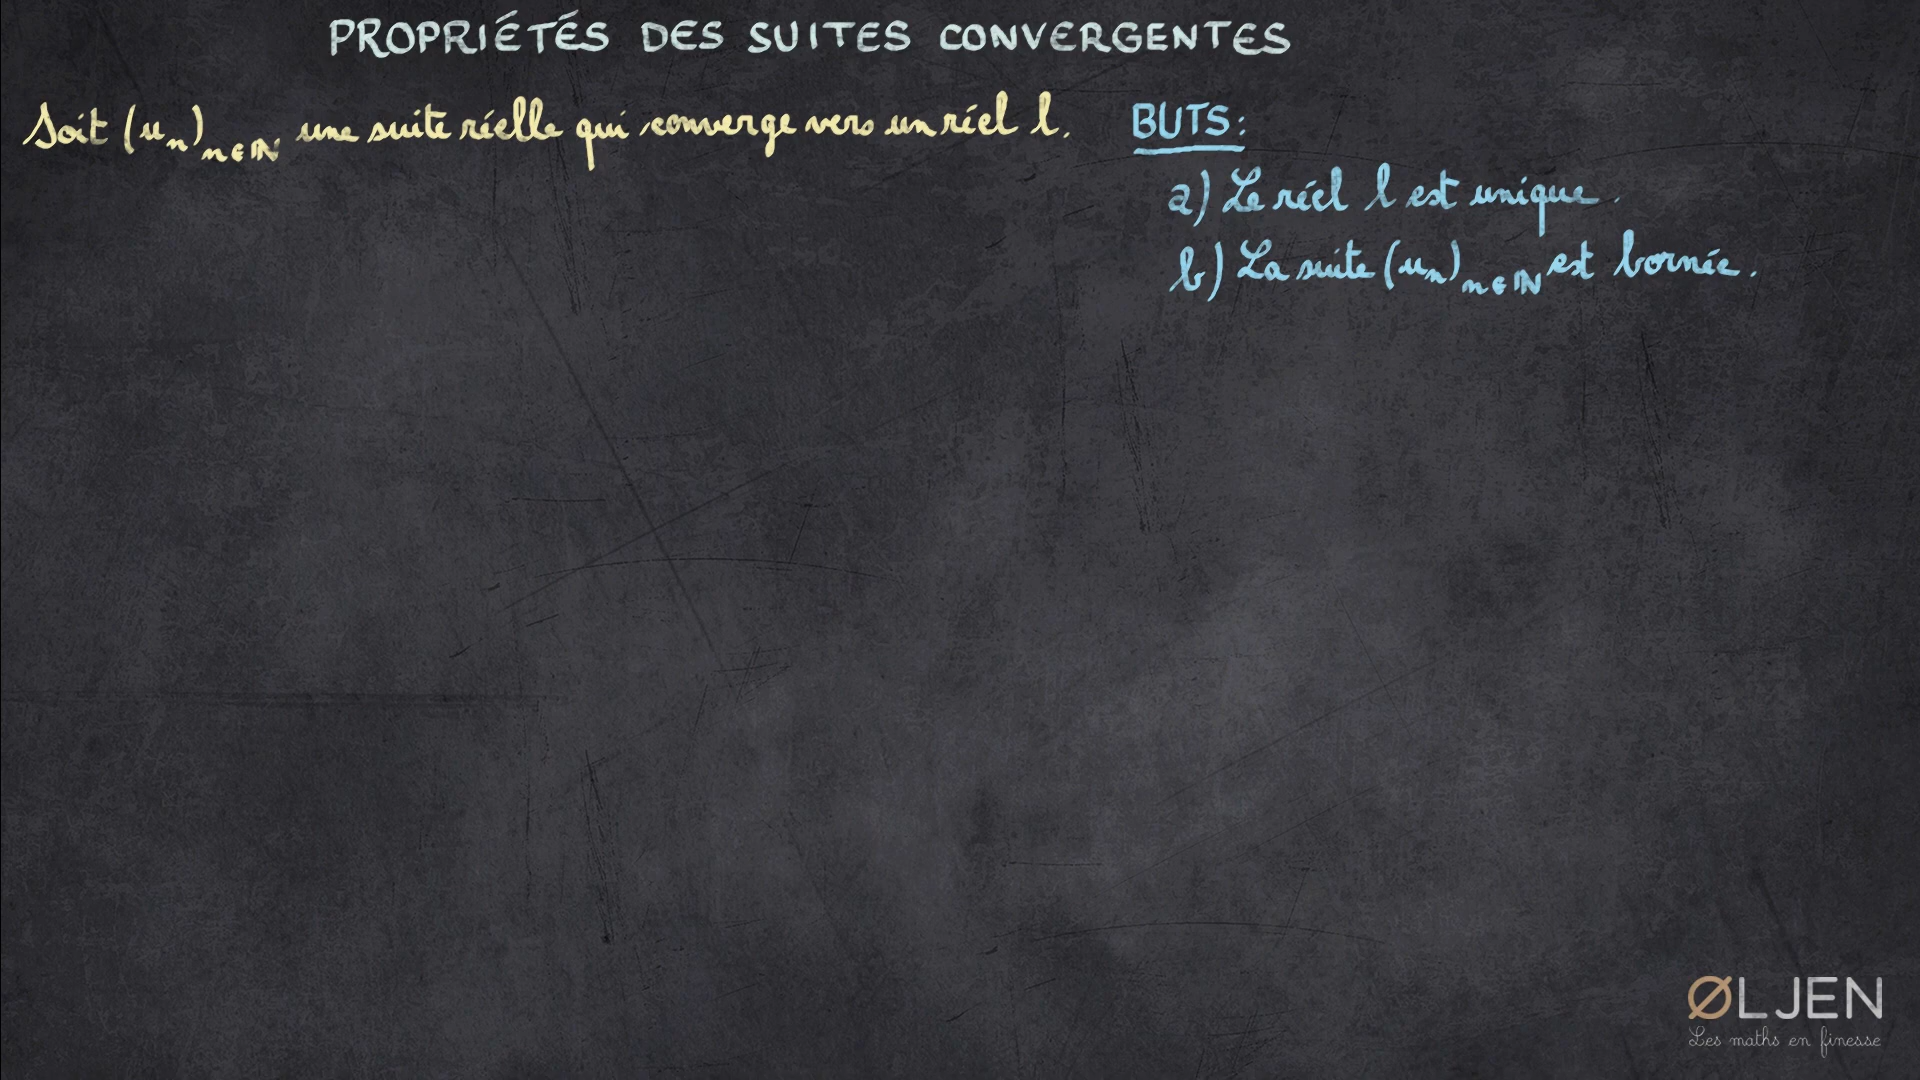 PROPRIÉTÉS DES SUITES CONVERGENTES
Soit (uₙ)ₙ∈ℕ une suite réelle qui converge vers un réel l.
BUTS :
a) Le réel l est unique.
b) La suite (uₙ)ₙ∈ℕ est bornée.
ØLJEN
Les maths en finesse